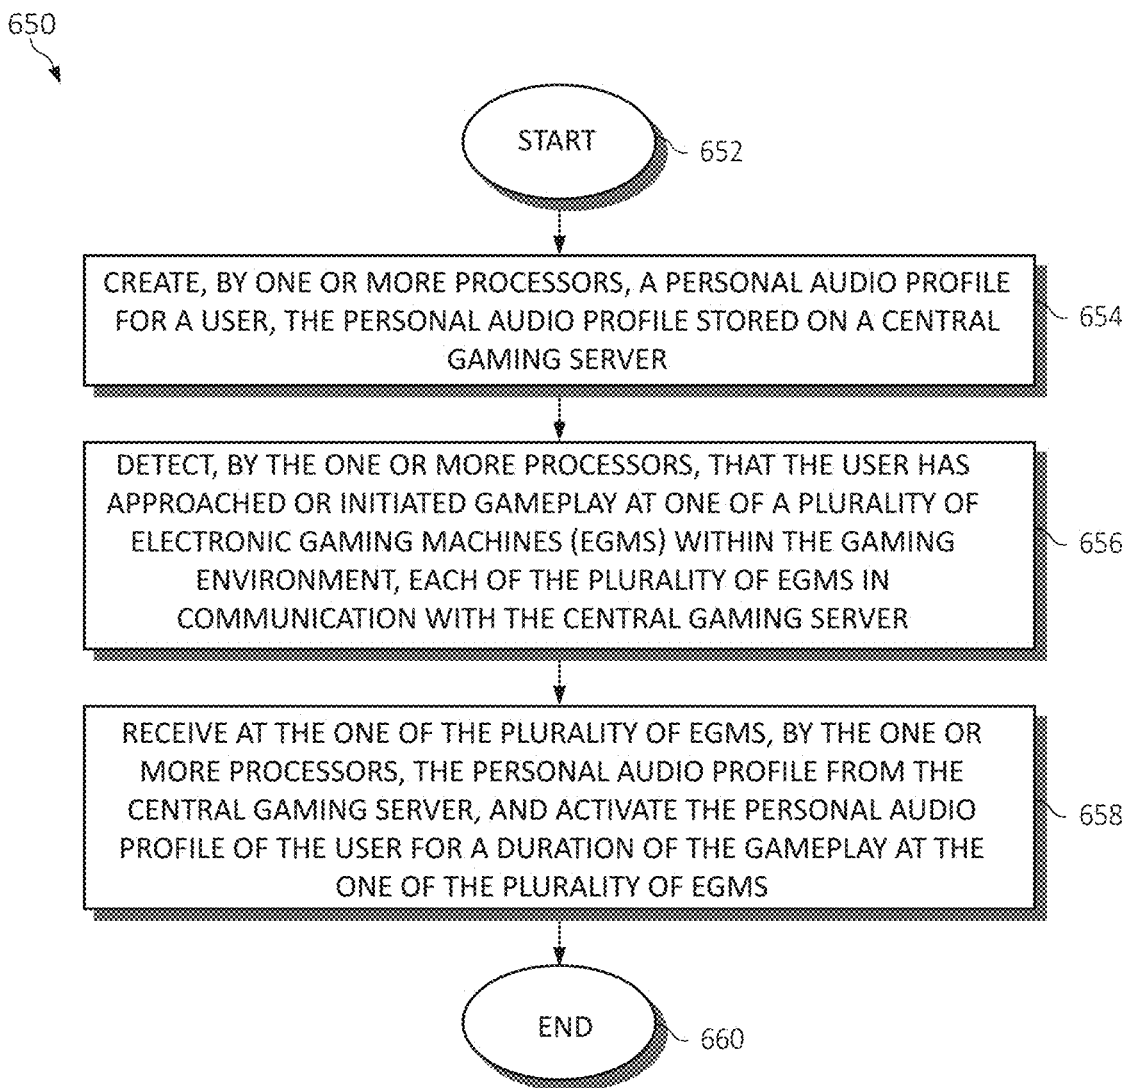 650
START
652
CREATE, BY ONE OR MORE PROCESSORS, A PERSONAL AUDIO PROFILE
FOR A USER, THE PERSONAL AUDIO PROFILE STORED ON A CENTRAL
GAMING SERVER
654
DETECT, BY THE ONE OR MORE PROCESSORS, THAT THE USER HAS
APPROACHED OR INITIATED GAMEPLAY AT ONE OF A PLURALITY OF
ELECTRONIC GAMING MACHINES (EGMS) WITHIN THE GAMING
ENVIRONMENT, EACH OF THE PLURALITY OF EGMS IN
COMMUNICATION WITH THE CENTRAL GAMING SERVER
656
RECEIVE AT THE ONE OF THE PLURALITY OF EGMS, BY THE ONE OR
MORE PROCESSORS, THE PERSONAL AUDIO PROFILE FROM THE
CENTRAL GAMING SERVER, AND ACTIVATE THE PERSONAL AUDIO
PROFILE OF THE USER FOR A DURATION OF THE GAMEPLAY AT THE
ONE OF THE PLURALITY OF EGMS
658
END
660